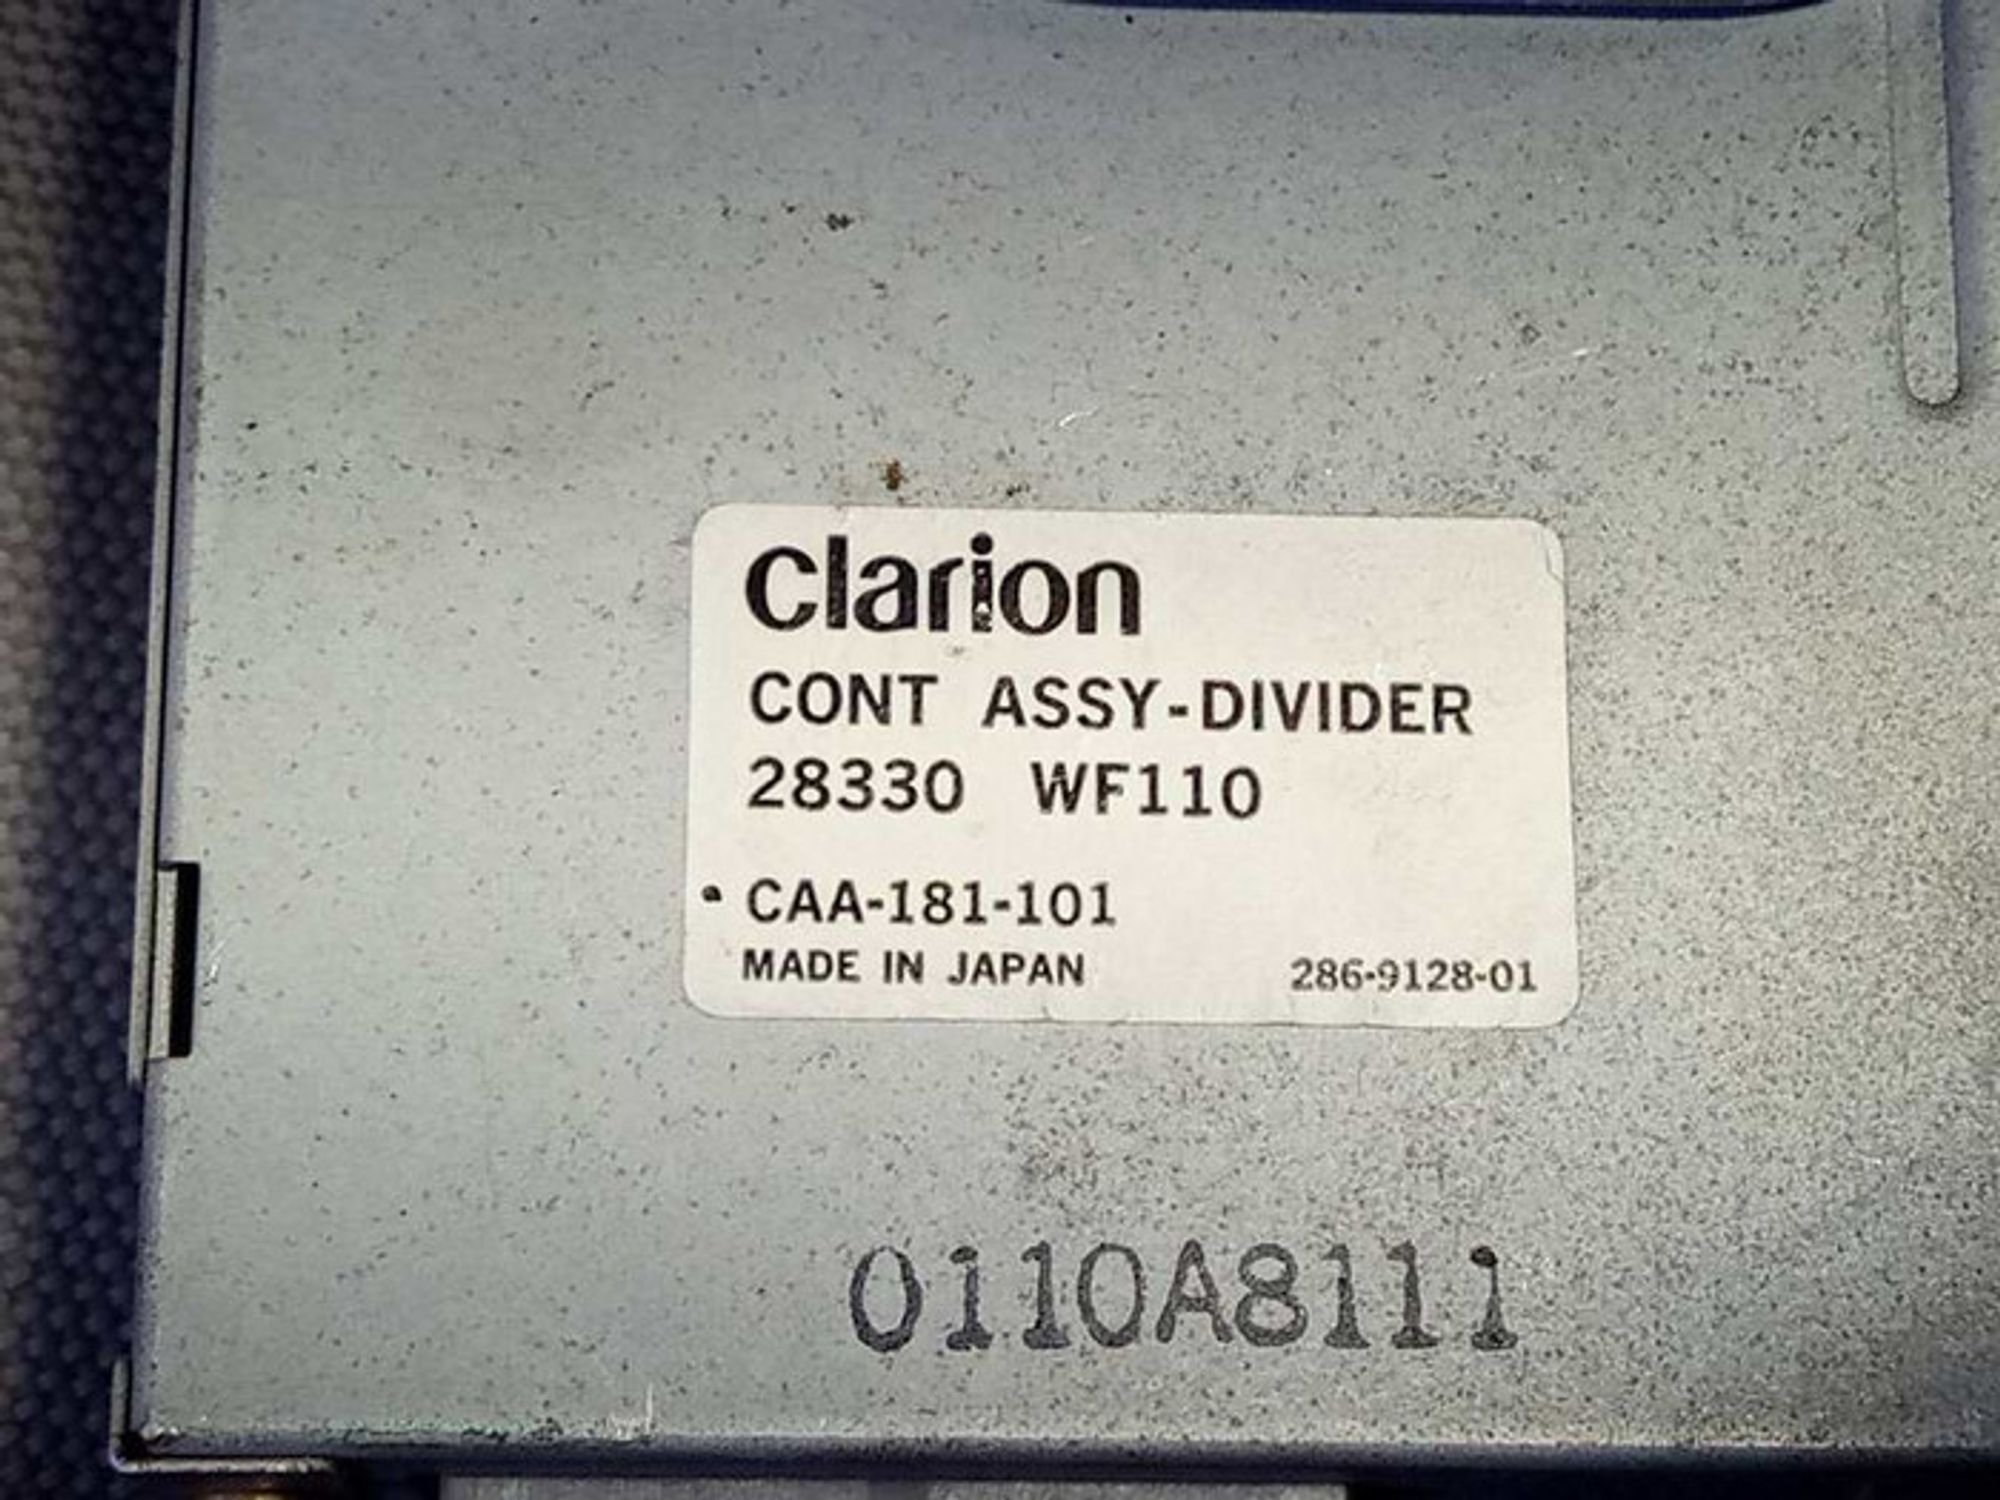 clarion
CONT ASSY-DIVIDER
28330 WF110
• CAA-181-101
MADE IN JAPAN 286-9128-01
0110A8111